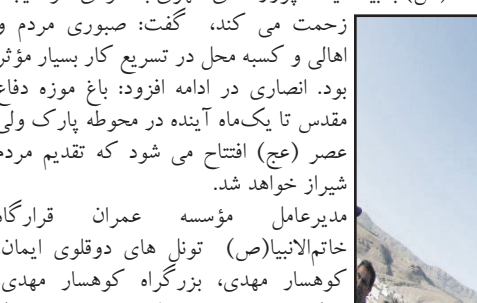 زحمت می کند، گفت: صبوری مردم و
اهالی و کسبه محل در تسریع کار بسیار مؤثر
بود. انصاری در ادامه افزود: باغ موزه دفاع
مقدس تا یک‌ماه آینده در محوطه پارک ولی
عصر (عج) افتتاح می شود که تقدیم مردم
شیراز خواهد شد.
مدیرعامل مؤسسه عمران قرارگاه
خاتم‌الانبیا(ص) تونل های دوقلوی ایمان،
کوهسار مهدی، بزرگراه کوهسار مهدی،